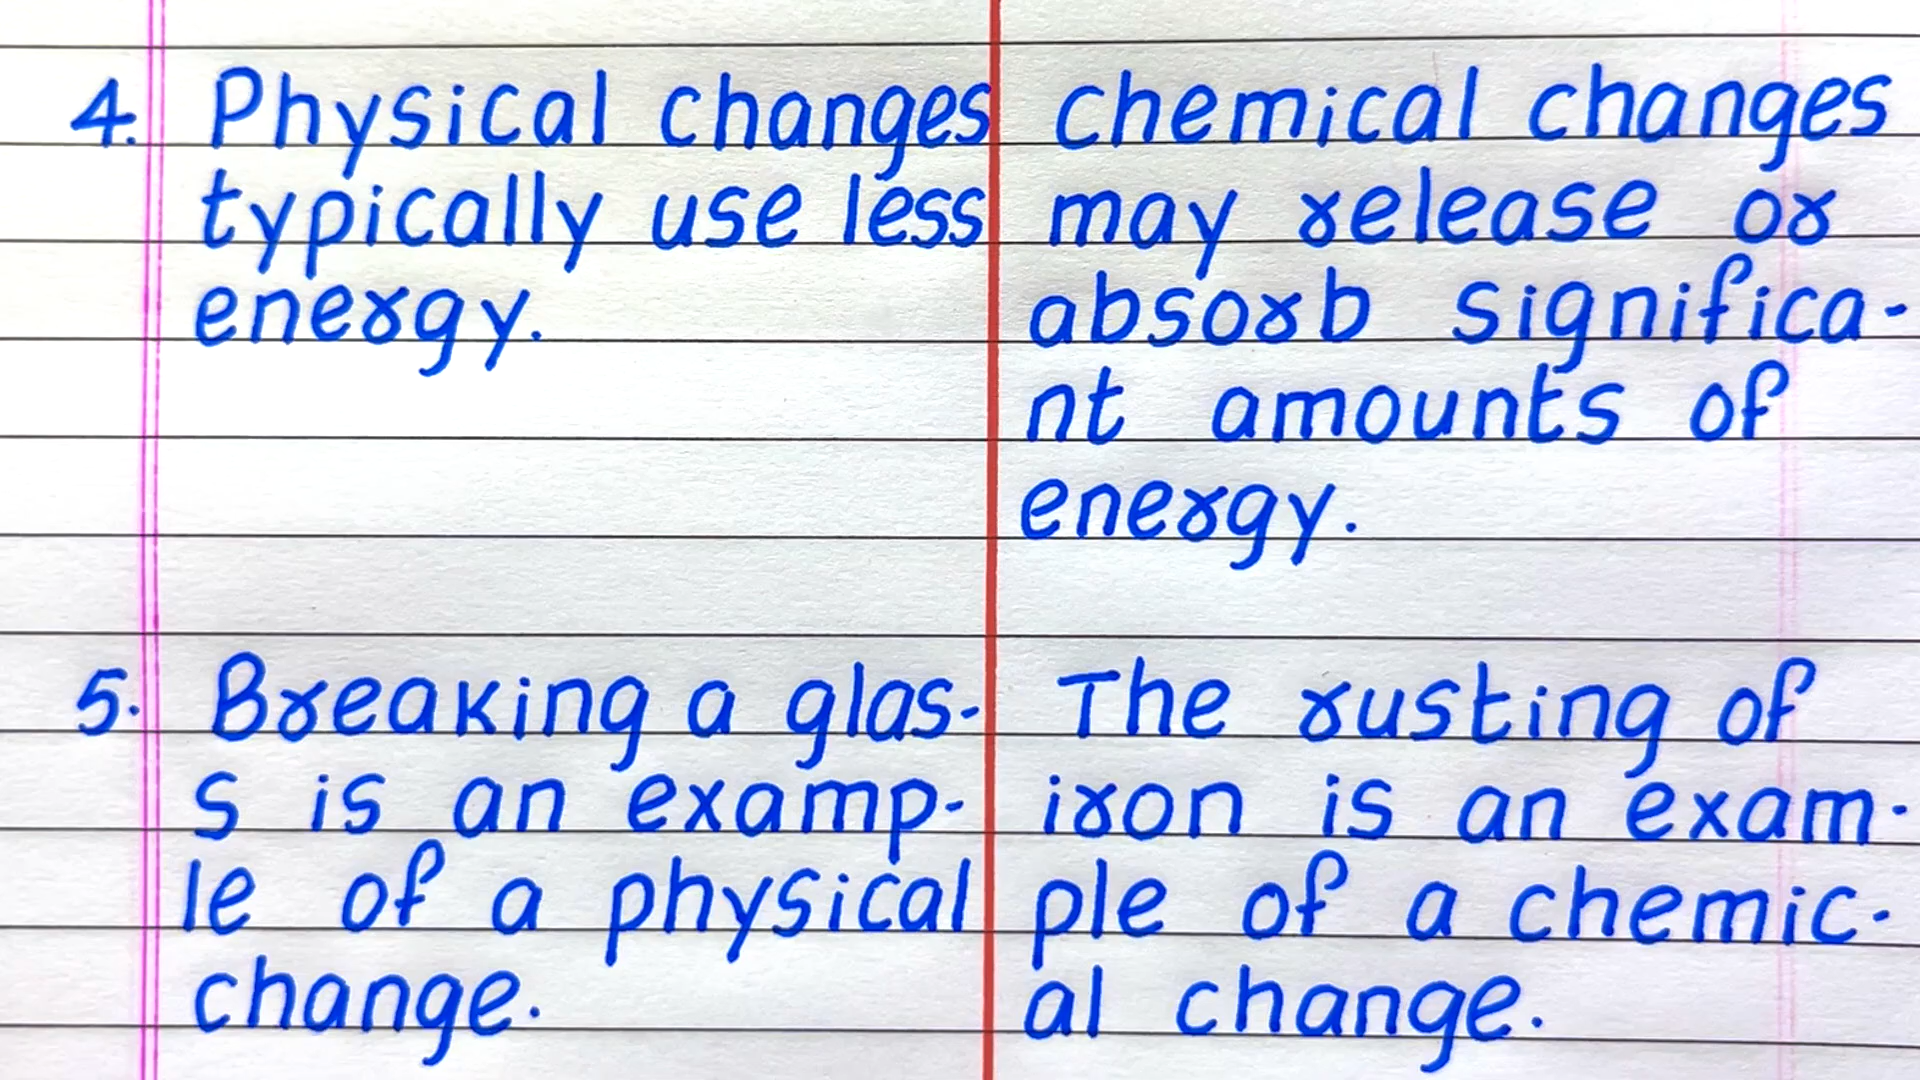 4. Physical changes
typically use less
energy.
chemical changes
may release or
absorb significa-
nt amounts of
energy.
5. Breaking a glas-
s is an examp-
le of a physical
change.
The rusting of
iron is an exam-
ple of a chemic-
al change.